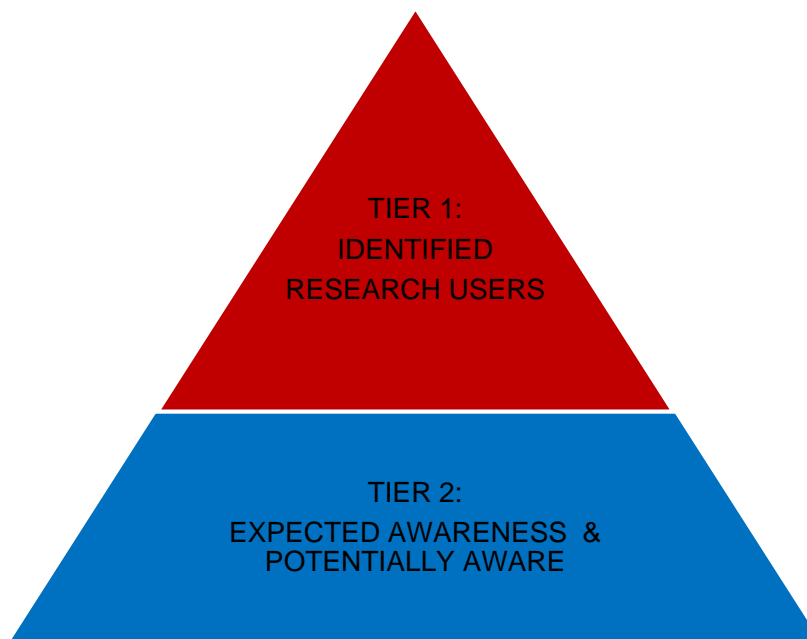 TIER 1:
IDENTIFIED
RESEARCH USERS
TIER 2:
EXPECTED AWARENESS  &
POTENTIALLY AWARE